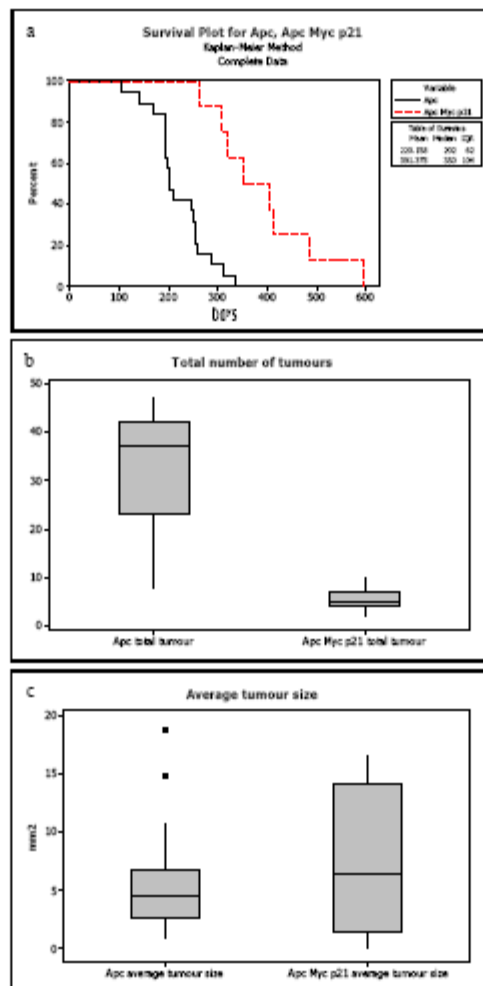 a
Survival Plot for Apc, Apc Myc p21
Kaplan-Meier Method
Complete Data
100
80
60
40
20
0
Percent
0 100 200 300 400 500 600
Days
Variable
Apc
Apc Myc p21
Table of Statistics
Mean Median IQR
b
Total number of tumours
50
40
30
20
10
0
Apc total tumour
Apc Myc p21 total tumour
c
Average tumour size
20
15
10
5
0
mm2
Apc average tumour size
Apc Myc p21 average tumour size